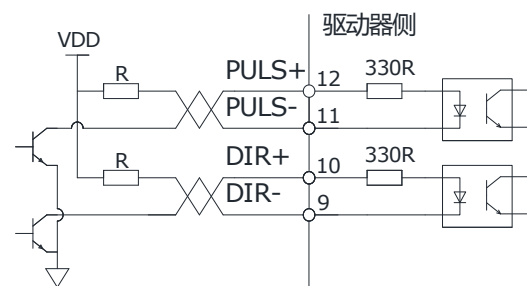 驱动器侧
VDD
R
PULS+
12
330R
PULS-
11
R
DIR+
10
330R
DIR-
9